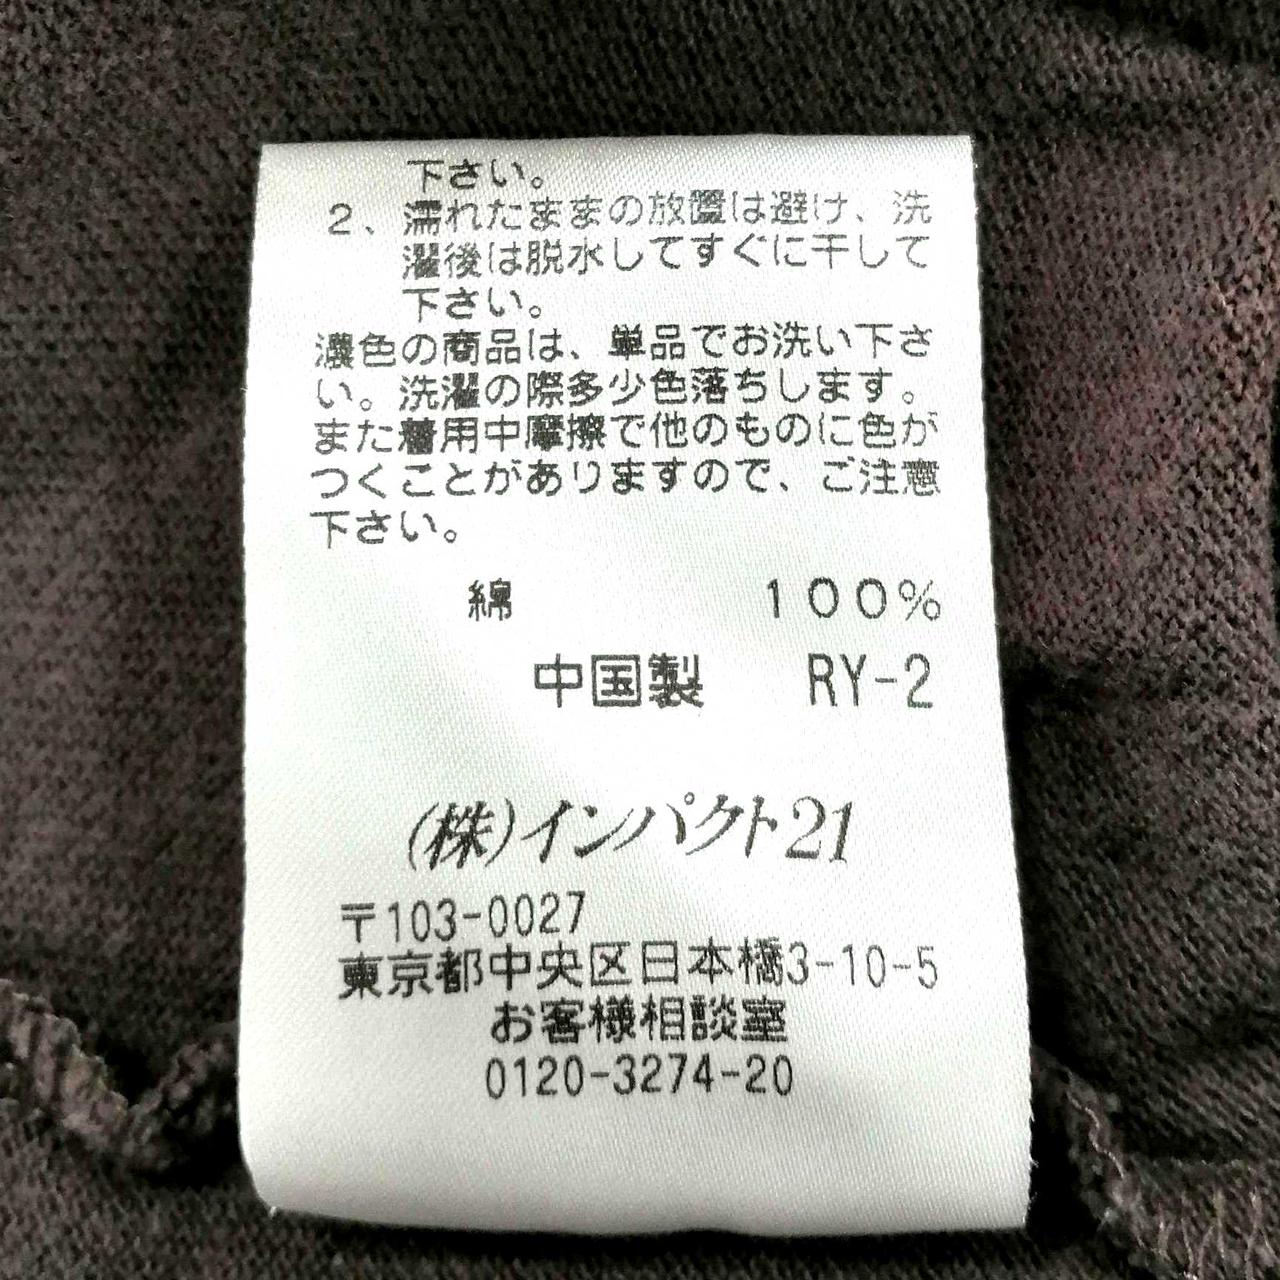 下さい。
2、濡れたままの放置は避け、洗
濯後は脱水してすぐに干して
下さい。
濃色の商品は、単品でお洗い下さ
い。洗濯の際多少色落ちします。
また着用中摩擦で他のものに色が
つくことがありますので、ご注意
下さい。
綿 100%
中国製 RY-2
(株)インパクト21
〒103-0027
東京都中央区日本橋3-10-5
お客様相談室
0120-3274-20